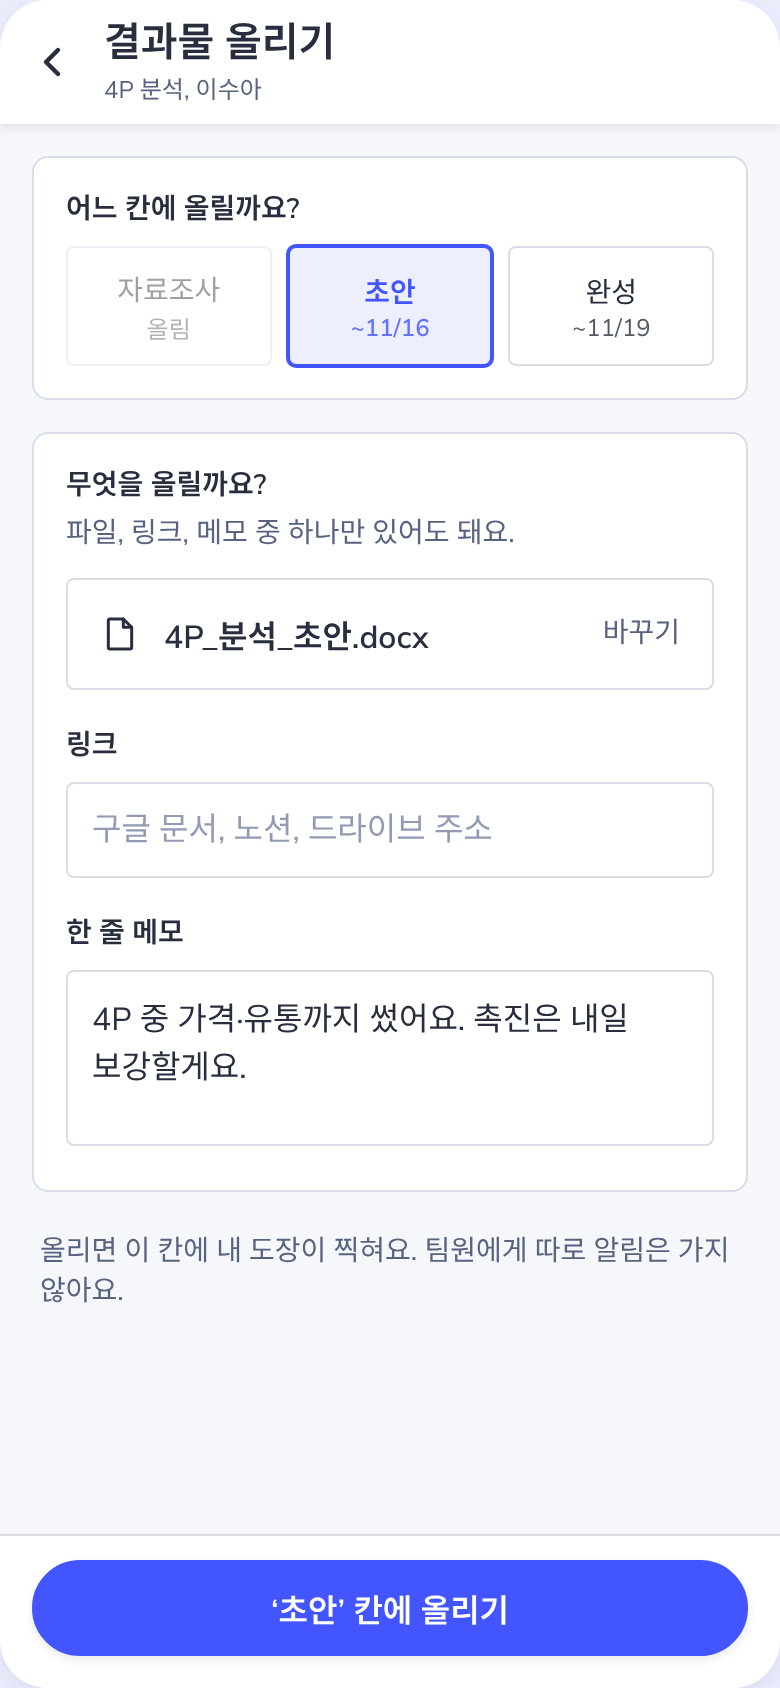 결과물 올리기
4P 분석, 이수아
어느 칸에 올릴까요?
자료조사
올림
초안
~11/16
완성
~11/19
무엇을 올릴까요?
파일, 링크, 메모 중 하나만 있어도 돼요.
4P_분석_초안.docx
바꾸기
링크
구글 문서, 노션, 드라이브 주소
한 줄 메모
4P 중 가격·유통까지 썼어요. 촉진은 내일
보강할게요.
올리면 이 칸에 내 도장이 찍혀요. 팀원에게 따로 알림은 가지
않아요.
‘초안’ 칸에 올리기